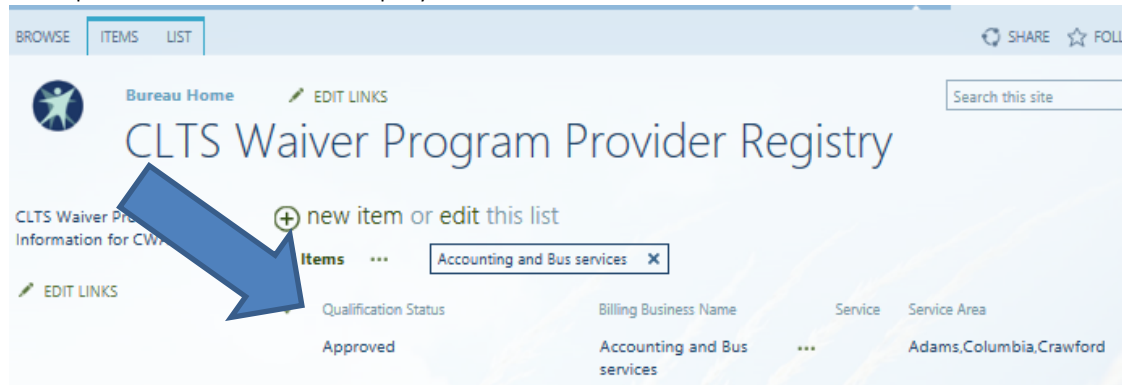 BROWSE ITEMS LIST SHARE FOLL
Bureau Home EDIT LINKS Search this site
CLTS Waiver Program Provider Registry
CLTS Waiver
Information for
new item or edit this list
Items ... Accounting and Bus services X
EDIT LINKS
Qualification Status Billing Business Name Service Service Area
Approved Accounting and Bus ... Adams,Columbia,Crawford
services